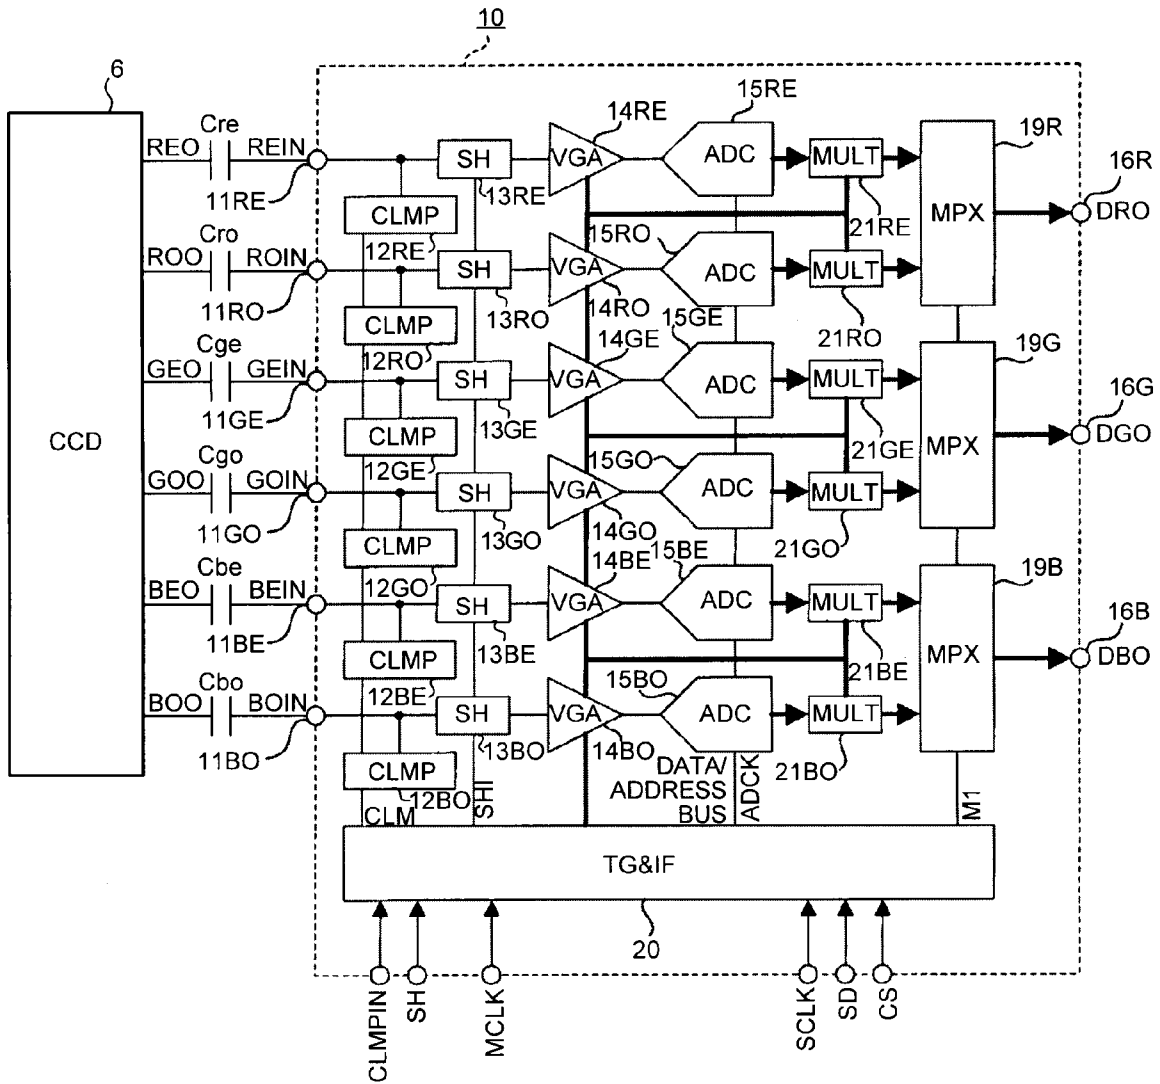 10
6
15RE
14RE
19R
Cre
REO
REIN
SH
VGA
ADC
MULT
16R
11RE
13RE
CLMP
21RE
MPX
DRO
Cro
12RE
15RO
ROO
ROIN
SH
VGA
ADC
MULT
11RO
13RO
14RO
15GE
CLMP
14GE
21RO
19G
Cge
12RO
GEO
GEIN
SH
VGA
ADC
MULT
16G
11GE
13GE
CCD
CLMP
21GE
MPX
DGO
Cgo
12GE
15GO
GOO
GOIN
SH
VGA
ADC
MULT
11GO
13GO
14GO
21GO
CLMP
15BE
14BE
19B
Cbe
12GO
BEO
BEIN
SH
VGA
ADC
MULT
16B
11BE
13BE
CLMP
21BE
MPX
DBO
Cbo
12BE
15BO
BOO
BOIN
SH
VGA
ADC
MULT
11BO
13BO
14BO
CLMP
DATA/
ADDRESS
BUS
21BO
12BO
CLM
SHI
ADCK
M1
TG&IF
20
CLMPIN
SH
MCLK
SCLK
SD
CS